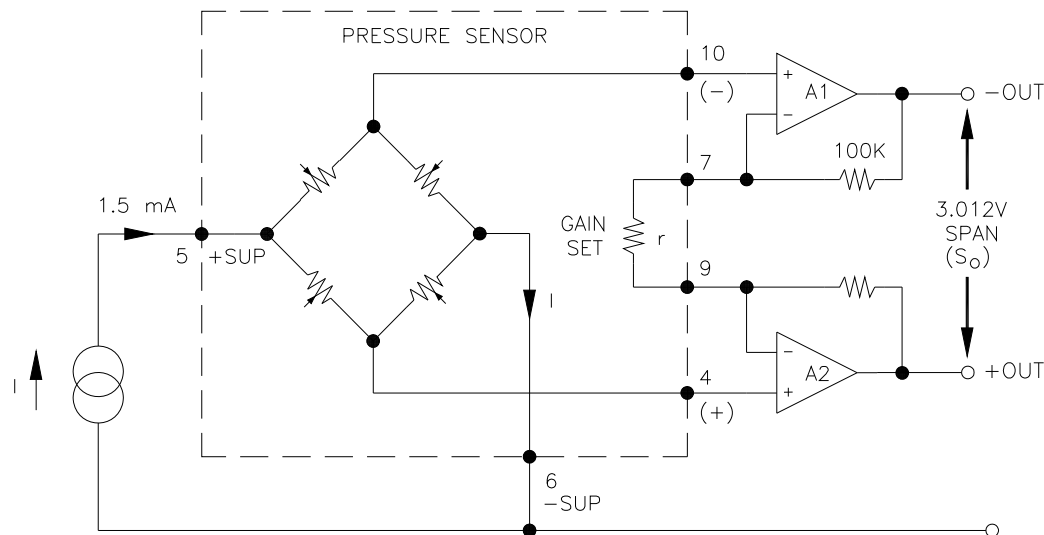 PRESSURE SENSOR
10
(-)
+
A1
-
-OUT
7
100K
1.5 mA
GAIN
SET
r
3.012V
SPAN
(So)
5
+SUP
9
I
I
-
A2
+
+OUT
4
(+)
6
-SUP